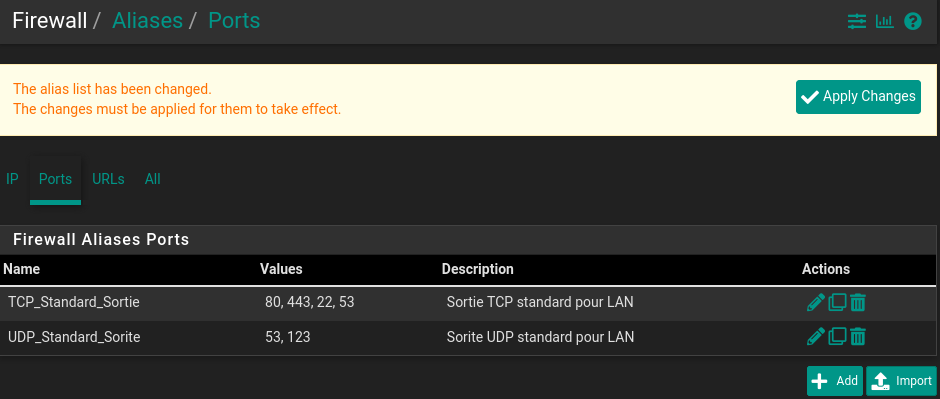 Firewall / Aliases / Ports
The alias list has been changed.
The changes must be applied for them to take effect.
Apply Changes
IP Ports URLs All
Firewall Aliases Ports
Name Values Description Actions
TCP_Standard_Sortie 80, 443, 22, 53 Sortie TCP standard pour LAN
UDP_Standard_Sorite 53, 123 Sorite UDP standard pour LAN
Add Import